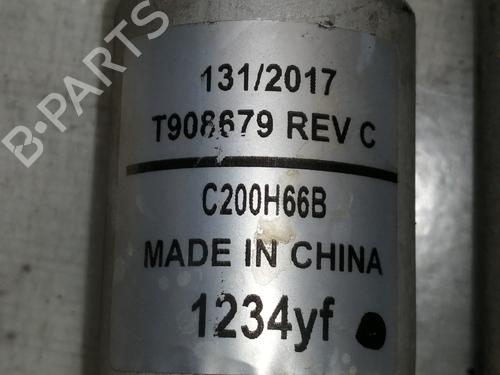 B-PARTS
131/2017
T908679 REV C
C200H66B
MADE IN CHINA
1234yf